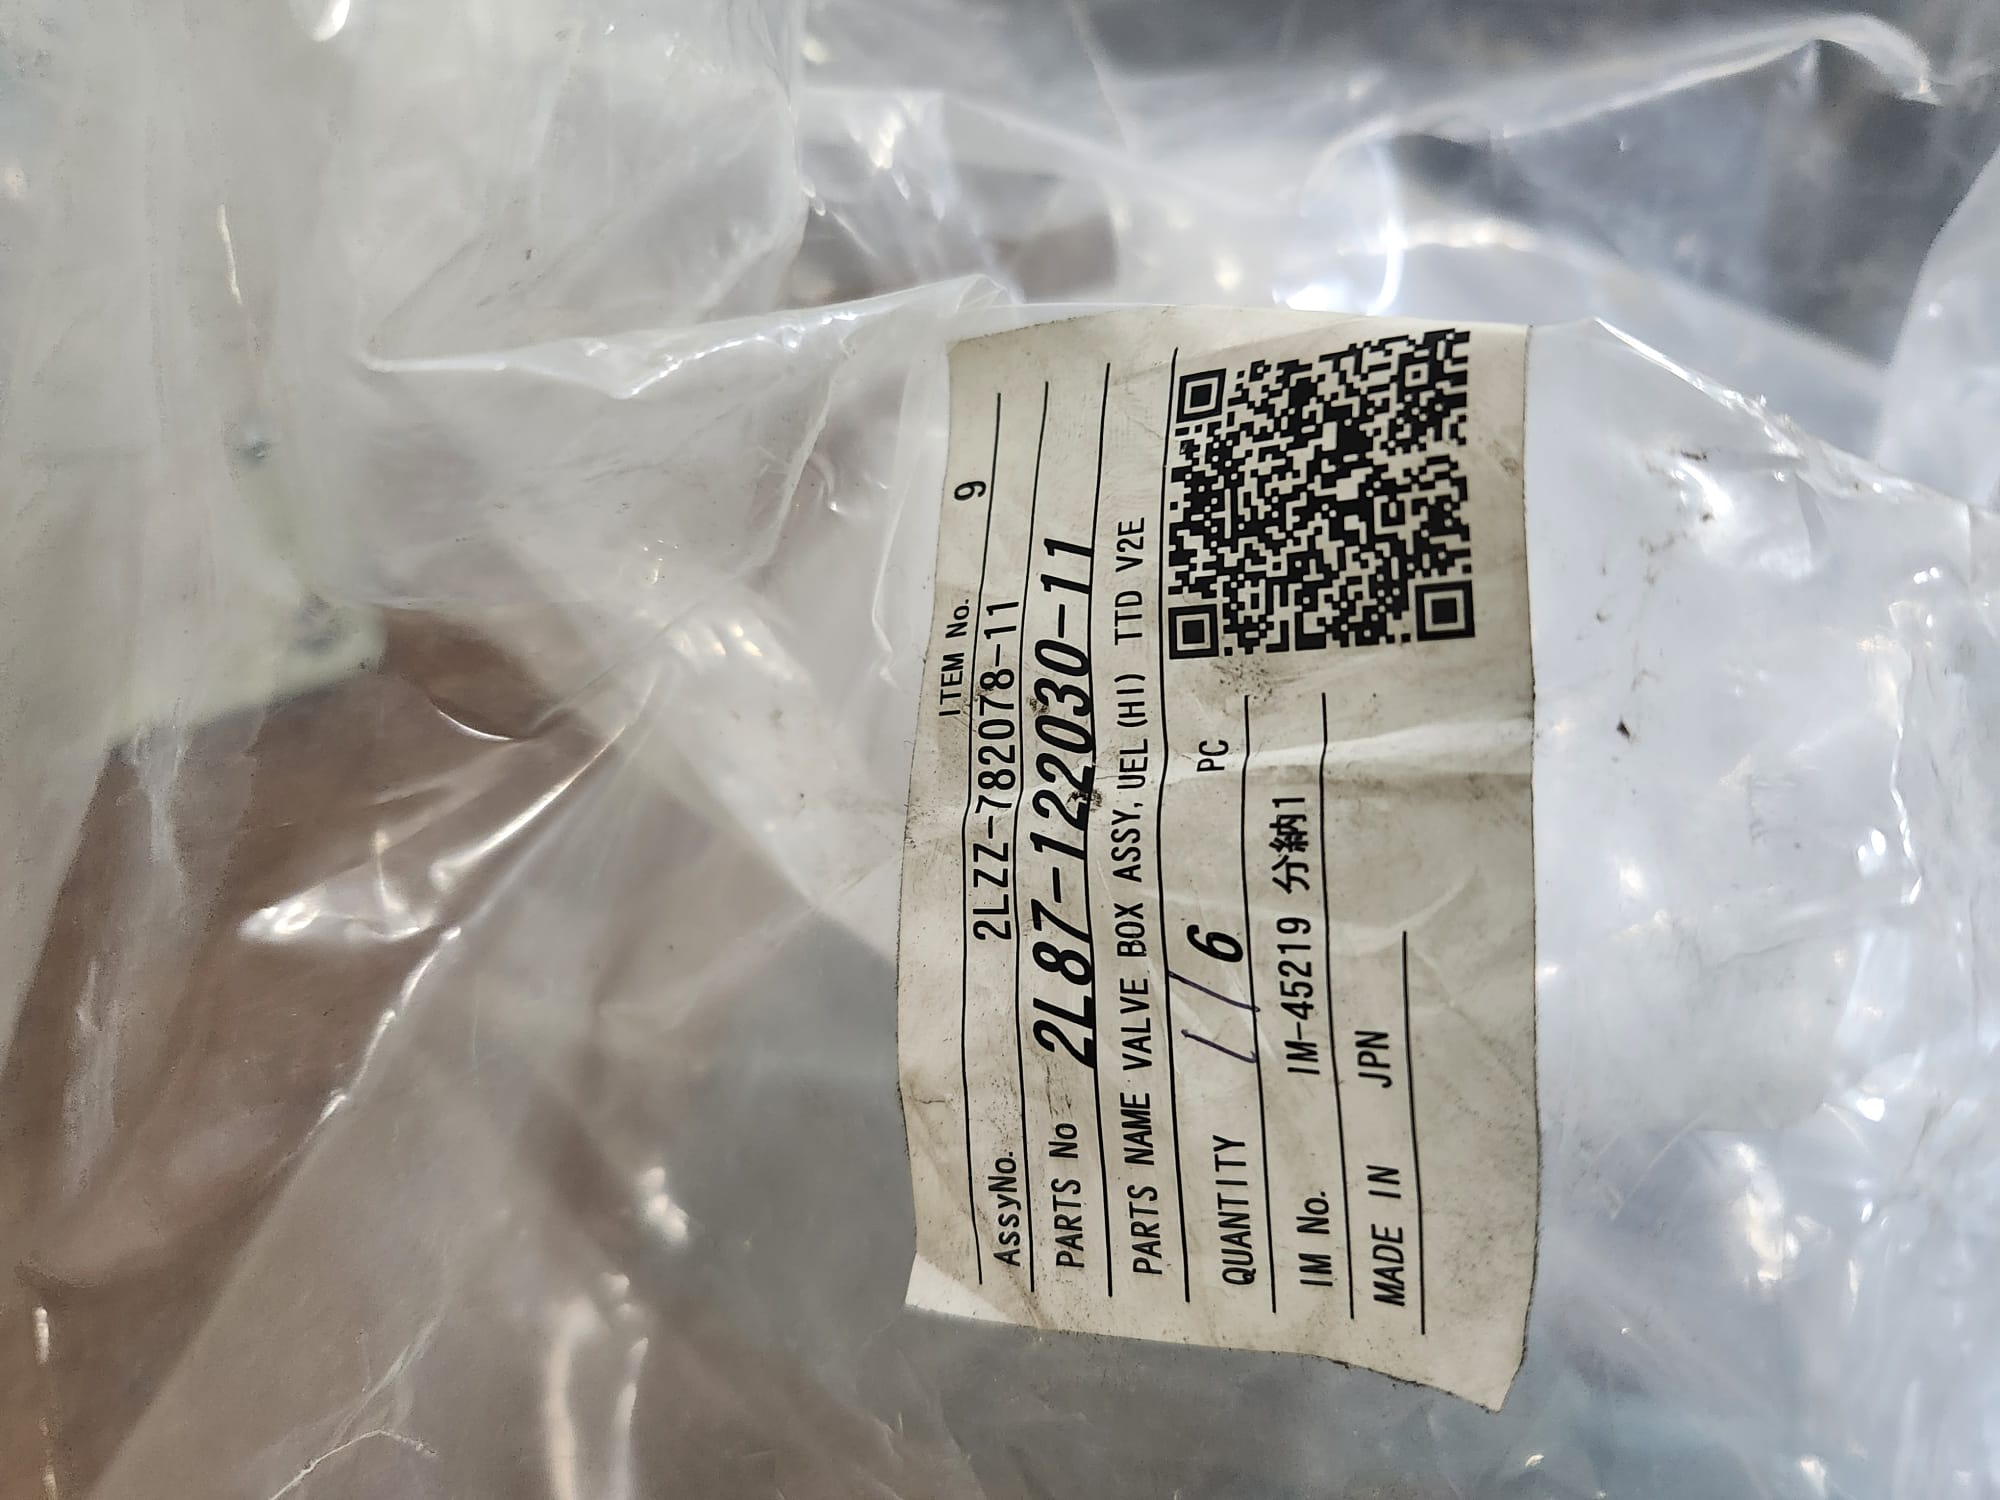 ITEM No. 9
AssyNo. 2LZZ-782078-11
PARTS No 2L87-122030-11
PARTS NAME VALVE BOX ASSY, UEL (HI) TTD V2E
QUANTITY 1/6 PC
IM No. IM-45219 分納1
MADE IN JPN